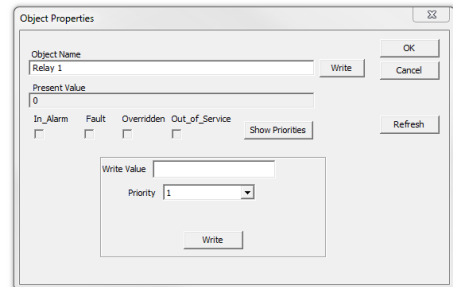 Object Properties
Object Name
OK
Relay 1
Write
Cancel
Present Value
0
In_Alarm Fault Overridden Out_of_Service
Show Priorities
Refresh
Write Value
Priority 1
Write